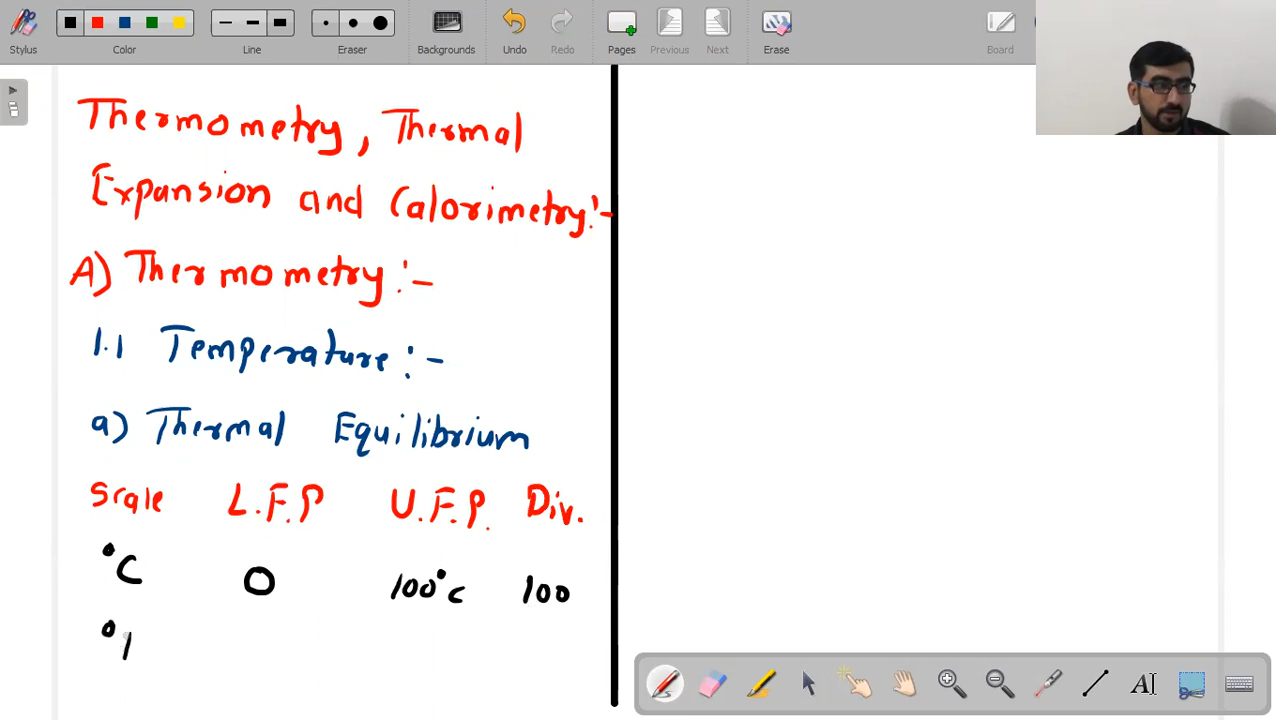 Stylus Color Line Eraser Backgrounds Undo Redo Pages Previous Next Erase Board
Thermometry, Thermal
Expansion and Calorimetry:-
A) Thermometry:-
1.1 Temperature:-
a) Thermal Equilibrium
Scale L.F.P U.F.P. Div.
°C 0 100°C 100